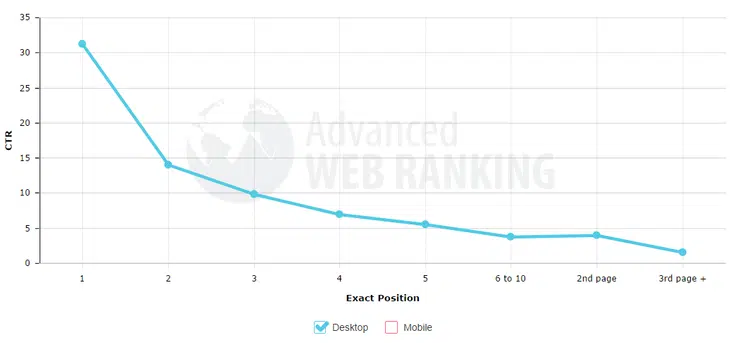 35
30
25
20
15
10
5
0
CTR
Advanced
WEB RANKING
1 2 3 4 5 6 to 10 2nd page 3rd page +
Exact Position
Desktop Mobile